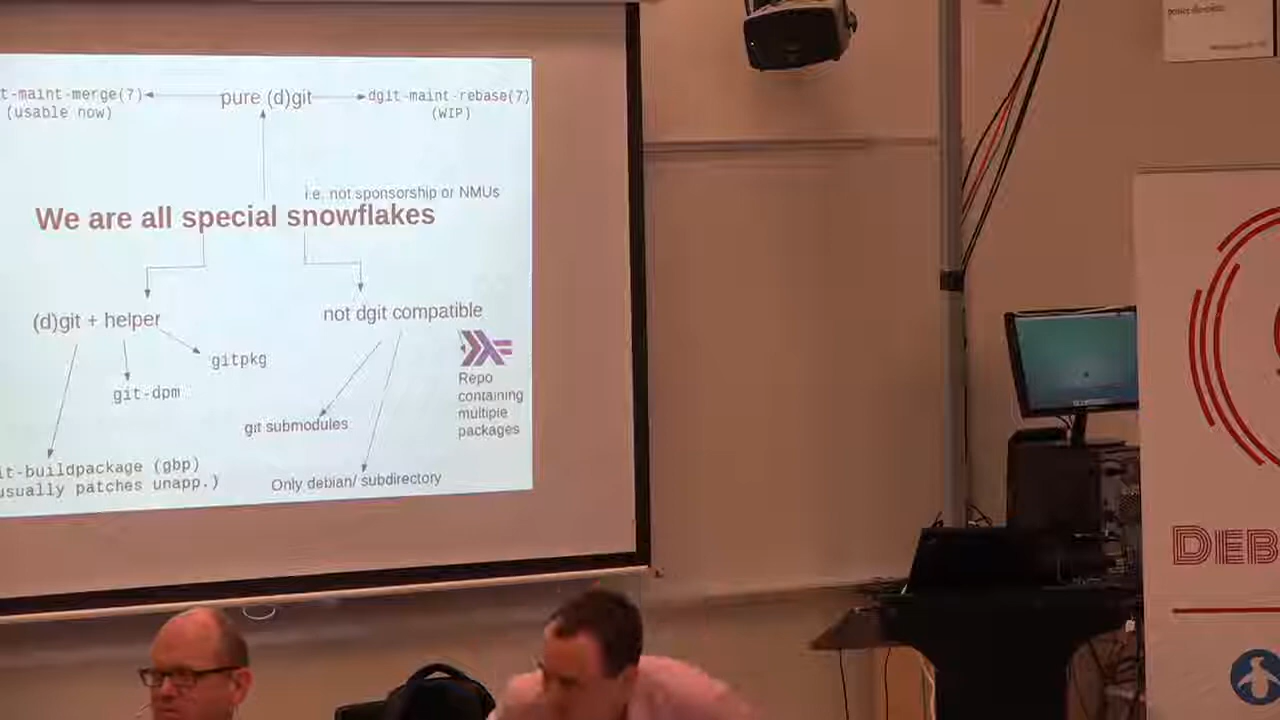 t-maint-merge(7) pure (d)git dgit-maint-rebase(7)
(usable now) (WIP)
i.e. not sponsorship or NMUs
We are all special snowflakes
(d)git + helper not dgit compatible
gitpkg
git-dpm
Repo
containing
multiple
packages
git submodules
it-buildpackage (gbp)
usually patches unapp.)
Only debian/ subdirectory
DEB